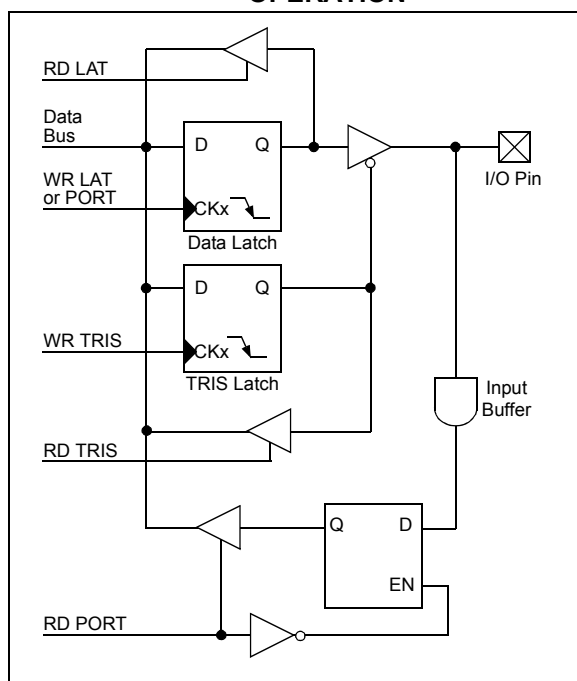 OPERATION
RD LAT
Data
Bus
D Q
WR LAT
or PORT
CKx
Data Latch
I/O Pin
D Q
WR TRIS
CKx
TRIS Latch
Input
Buffer
RD TRIS
Q D
EN
RD PORT